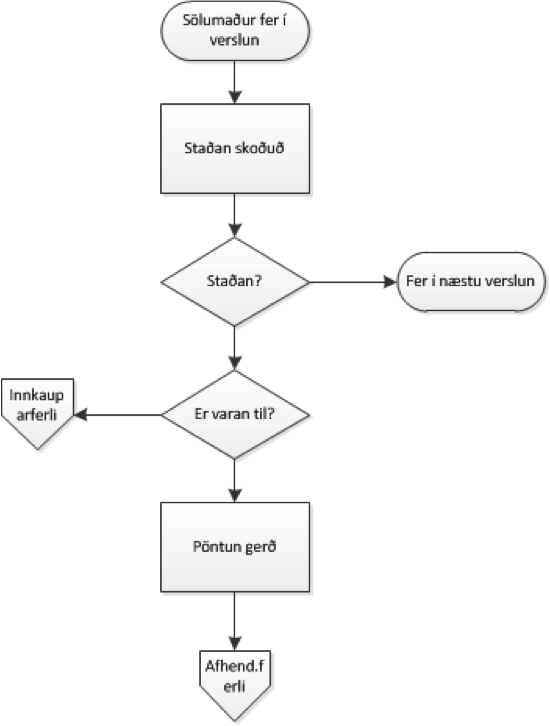 Sölumaður fer í
verslun
Staðan skoðuð
Staðan?
Fer í næstu verslun
Innkaup
arferli
Er varan til?
Pöntun gerð
Afhend.f
erli